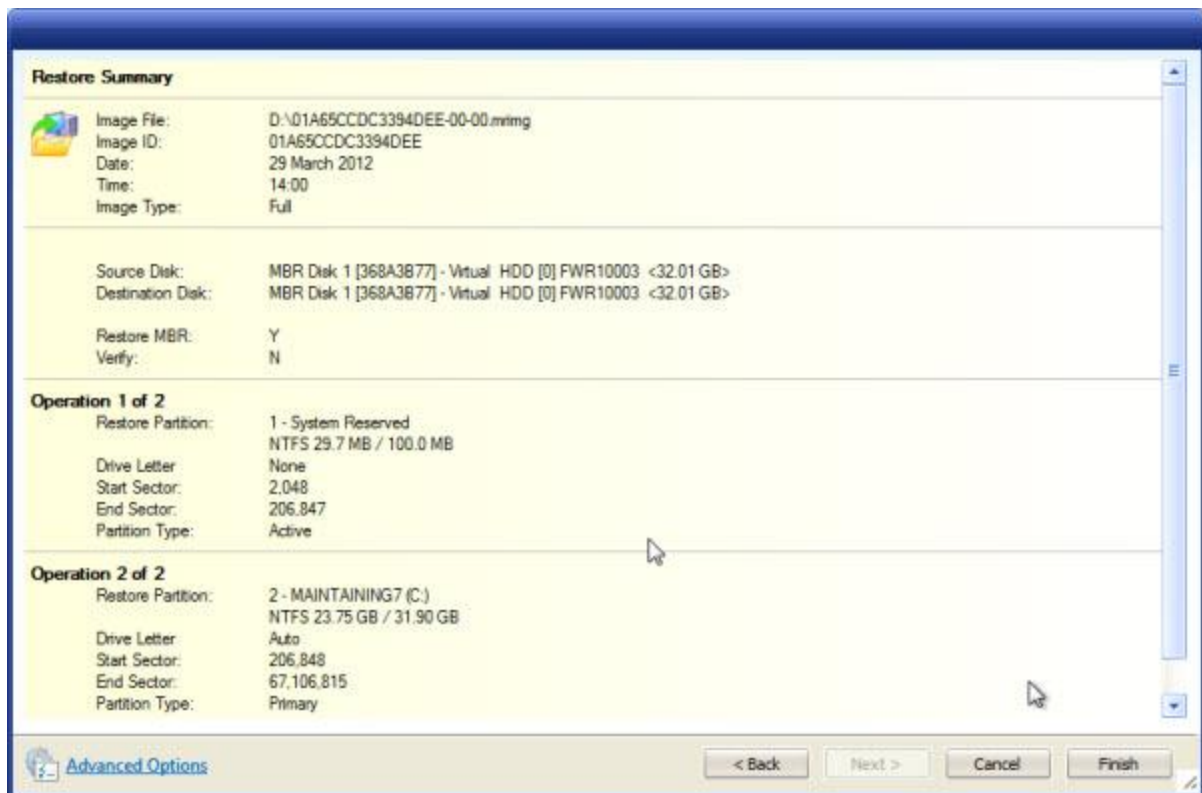 Restore Summary
Image File: D:\01A65CCDC3394DEE-00-00.mrimg
Image ID: 01A65CCDC3394DEE
Date: 29 March 2012
Time: 14:00
Image Type: Full
Source Disk: MBR Disk 1 [368A3B77] - Virtual HDD [0] FWR10003 <32.01 GB>
Destination Disk: MBR Disk 1 [368A3B77] - Virtual HDD [0] FWR10003 <32.01 GB>
Restore MBR: Y
Verify: N
Operation 1 of 2
Restore Partition: 1 - System Reserved
NTFS 29.7 MB / 100.0 MB
Drive Letter None
Start Sector: 2,048
End Sector: 206,847
Partition Type: Active
Operation 2 of 2
Restore Partition: 2 - MAINTAINING7 (C:)
NTFS 23.75 GB / 31.90 GB
Drive Letter Auto
Start Sector: 206,848
End Sector: 67,106,815
Partition Type: Primary
Advanced Options < Back Next > Cancel Finish